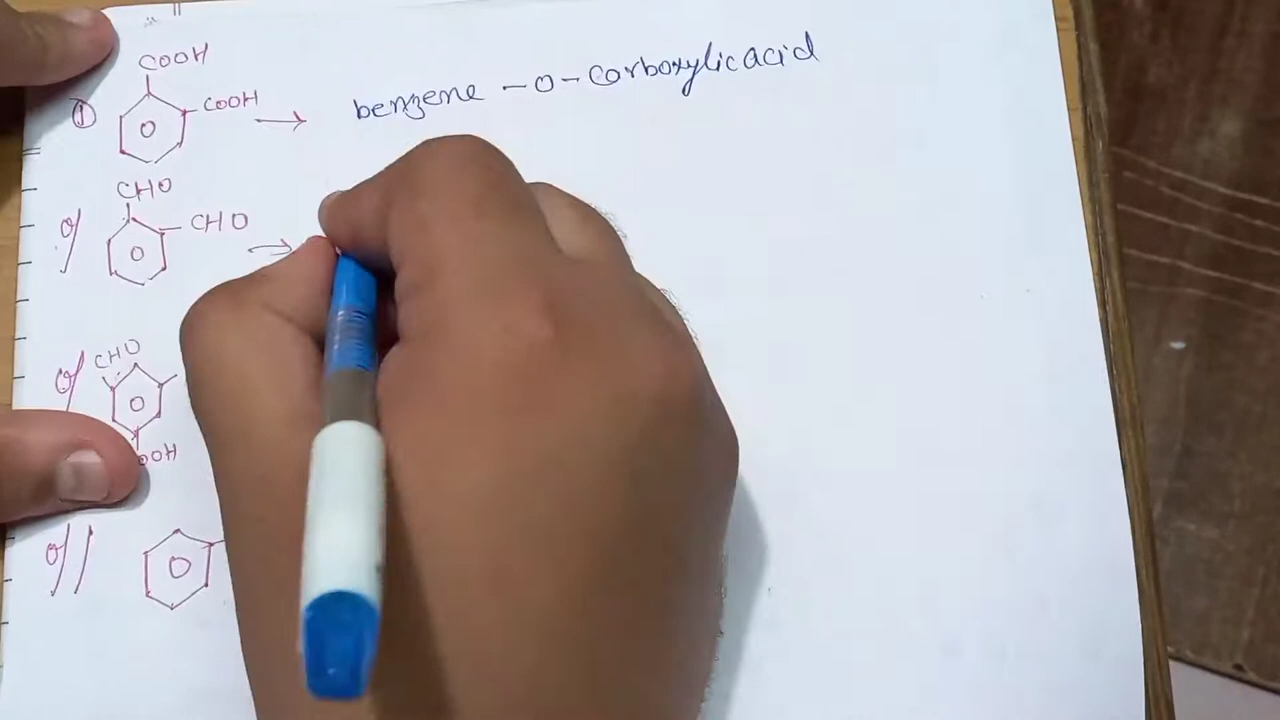 COOH
① COOH → benzene -o- carboxylic acid
CHO
CHO →
CHO
OOH